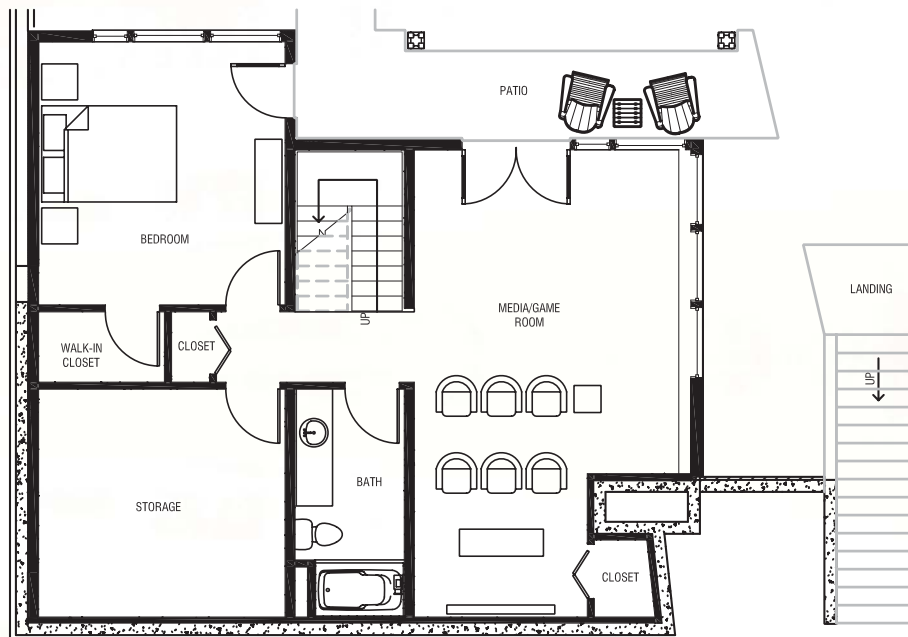 PATIO
BEDROOM
LANDING
MEDIA/GAME
ROOM
UP
WALK-IN
CLOSET
CLOSET
UP
BATH
STORAGE
CLOSET